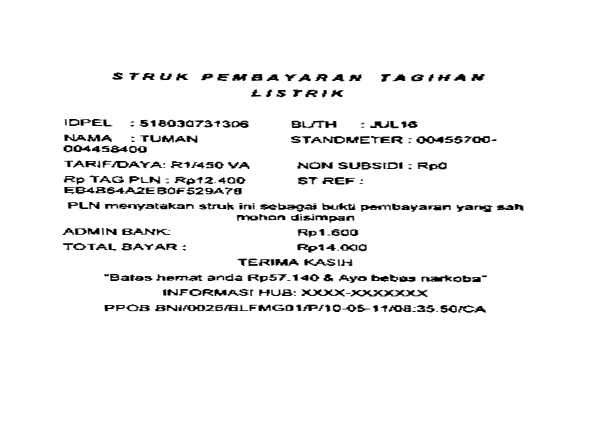 STRUK PEMBAYARAN TAGIHAN
LISTRIK
IDPEL : 518030731306 BL/TH : JUL16
NAMA : TUMAN STANDMETER : 00455700-
004458400
TARIF/DAYA: R1/450 VA NON SUBSIDI : Rp0
Rp TAG PLN : Rp12.400 ST REF :
EB4B64A2EB0F529A76
PLN menyatakan struk ini sebagai bukti pembayaran yang sah
mohon disimpan
ADMIN BANK: Rp1.600
TOTAL BAYAR : Rp14.000
TERIMA KASIH
"Batas hemat anda Rp57.140 & Ayo bebas narkoba"
INFORMASI HUB: XXXX-XXXXXXX
PPOB BNI/0026/BLFMG01/P/10-05-11/08:35.50/CA